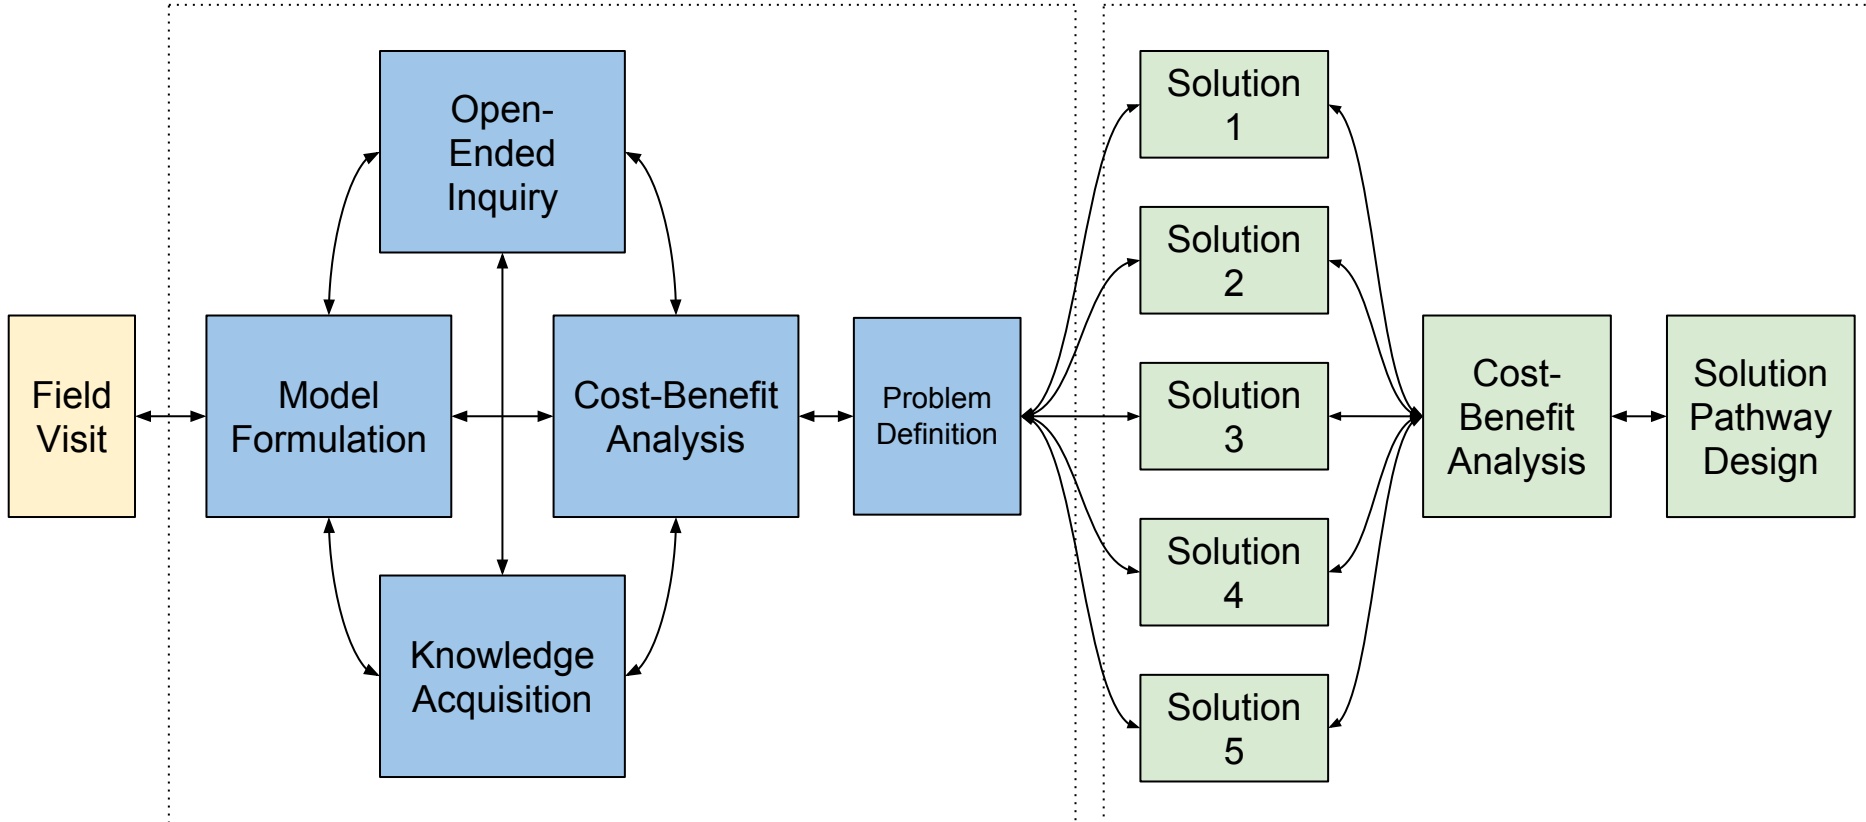 Field
Visit
Model
Formulation
Open-
Ended
Inquiry
Knowledge
Acquisition
Cost-Benefit
Analysis
Problem
Definition
Solution
1
Solution
2
Solution
3
Solution
4
Solution
5
Cost-
Benefit
Analysis
Solution
Pathway
Design